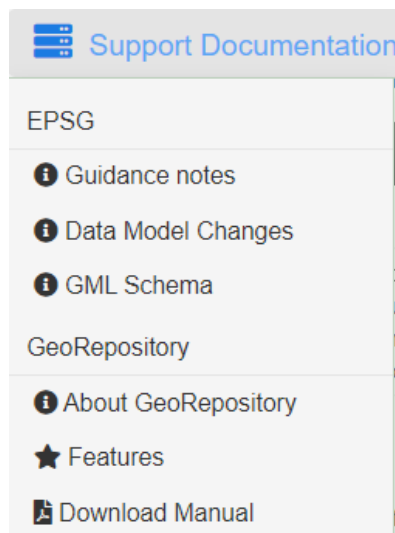 Support Documentation
EPSG
Guidance notes
Data Model Changes
GML Schema
GeoRepository
About GeoRepository
Features
Download Manual